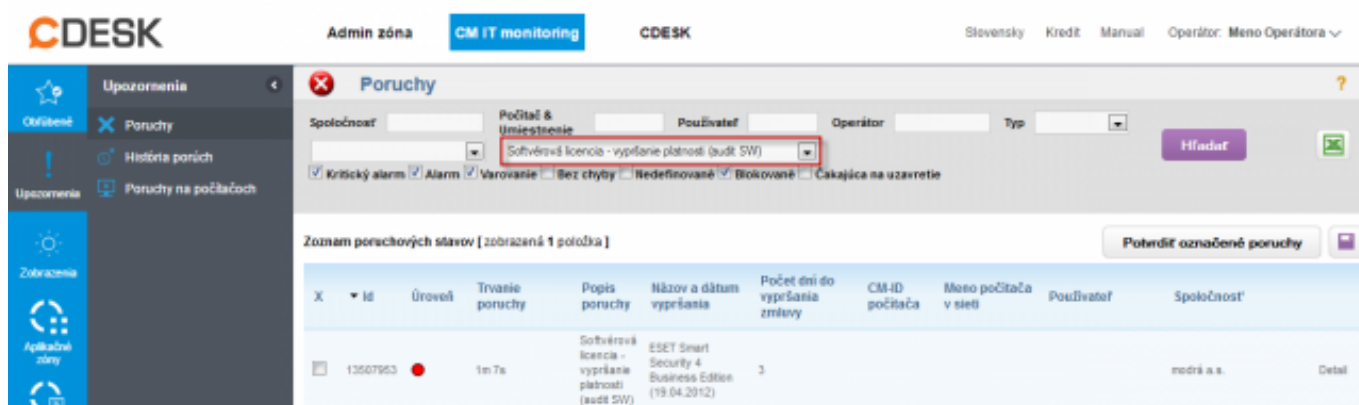 CDESK
Admin zóna CM IT monitoring CDESK Slovensky Kredit Manual Operátor: Meno Operátora
Obľúbené
Upozornenia
Zobrazenia
Aplikačné
zóny
Upozornenia
Poruchy
História porúch
Poruchy na počítačoch
Poruchy ?
Spoločnosť Počítač &
Umiestnenie Používateľ Operátor Typ
Softvérová licencia - vypršanie platnosti (audit SW)
Hľadať
Kritický alarm Alarm Varovanie Bez chyby Nedefinované Blokované Čakajúca na uzavretie
Zoznam poruchových stavov [ zobrazená 1 položka ]
Potvrdiť označené poruchy
X Id Úroveň Trvanie
poruchy Popis
poruchy Názov a dátum
vypršania Počet dní do
vypršania
zmluvy CM-ID
počítača Meno počítača
v sieti Používateľ Spoločnosť
13507953 1m 7s Softvérová
licencia -
vypršanie
platnosti
(audit SW) ESET Smart
Security 4
Business Edition
(19.04.2012) 3 modrá a.s. Detail